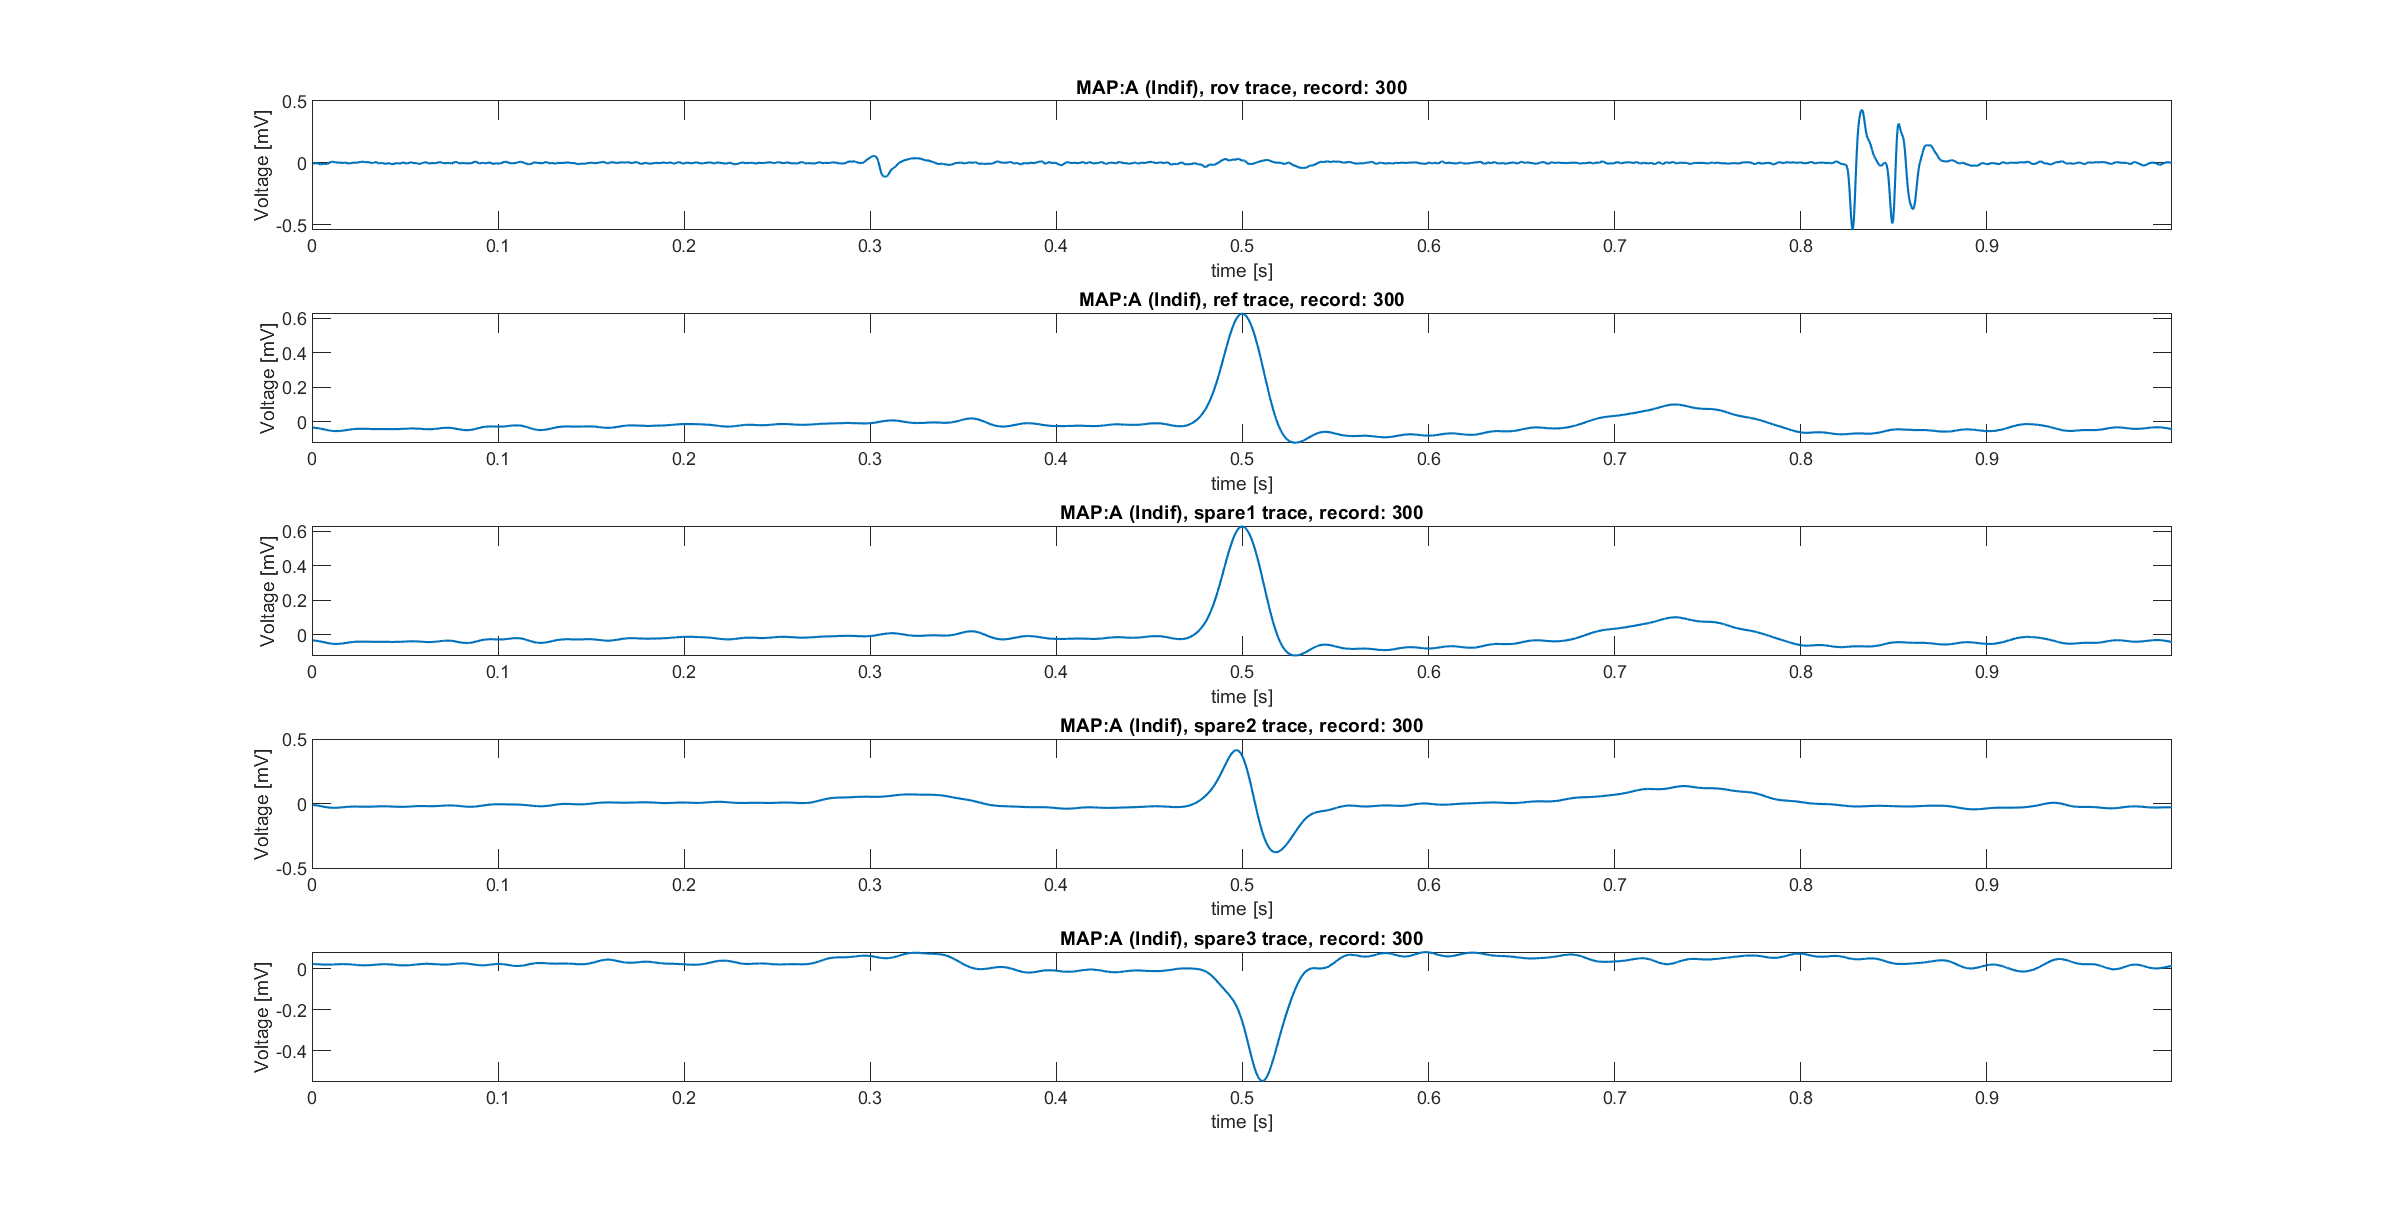 MAP:A (Indif), rov trace, record: 300
Voltage [mV]
0.5
0
-0.5
0 0.1 0.2 0.3 0.4 0.5 0.6 0.7 0.8 0.9
time [s]
MAP:A (Indif), ref trace, record: 300
Voltage [mV]
0.6
0.4
0.2
0
0 0.1 0.2 0.3 0.4 0.5 0.6 0.7 0.8 0.9
time [s]
MAP:A (Indif), spare1 trace, record: 300
Voltage [mV]
0.6
0.4
0.2
0
0 0.1 0.2 0.3 0.4 0.5 0.6 0.7 0.8 0.9
time [s]
MAP:A (Indif), spare2 trace, record: 300
Voltage [mV]
0.5
0
-0.5
0 0.1 0.2 0.3 0.4 0.5 0.6 0.7 0.8 0.9
time [s]
MAP:A (Indif), spare3 trace, record: 300
Voltage [mV]
0
-0.2
-0.4
0 0.1 0.2 0.3 0.4 0.5 0.6 0.7 0.8 0.9
time [s]